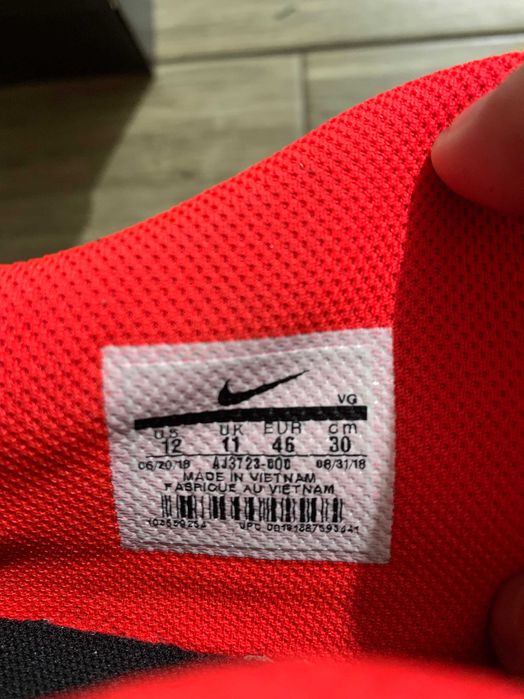 VG
US UK EUR cm
12 11 46 30
06/20/18 AJ3723-600 08/31/18
MADE IN VIETNAM
FABRIQUE AU VIETNAM
UPC